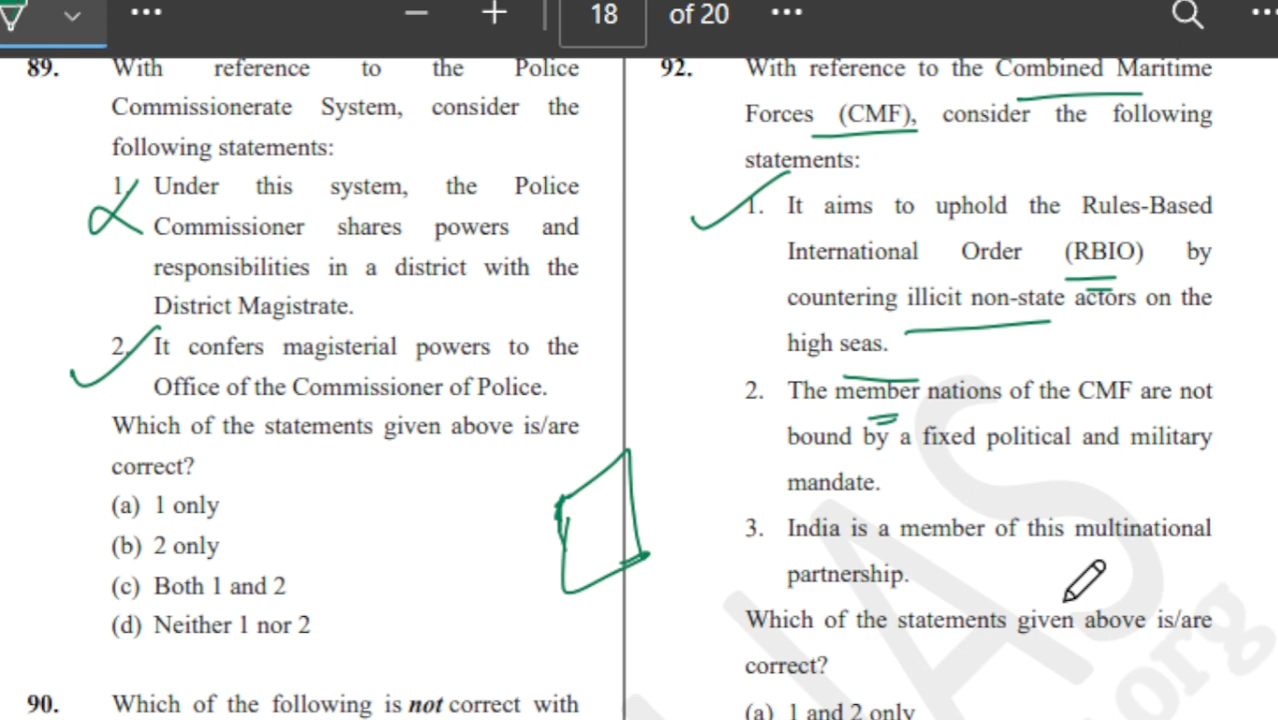 18 of 20
89. With reference to the Police
Commissionerate System, consider the
following statements:
1. Under this system, the Police
Commissioner shares powers and
responsibilities in a district with the
District Magistrate.
2. It confers magisterial powers to the
Office of the Commissioner of Police.
Which of the statements given above is/are
correct?
(a) 1 only
(b) 2 only
(c) Both 1 and 2
(d) Neither 1 nor 2
90. Which of the following is not correct with
92. With reference to the Combined Maritime
Forces (CMF), consider the following
statements:
1. It aims to uphold the Rules-Based
International Order (RBIO) by
countering illicit non-state actors on the
high seas.
2. The member nations of the CMF are not
bound by a fixed political and military
mandate.
3. India is a member of this multinational
partnership.
Which of the statements given above is/are
correct?
(a) 1 and 2 only
IAS
.org